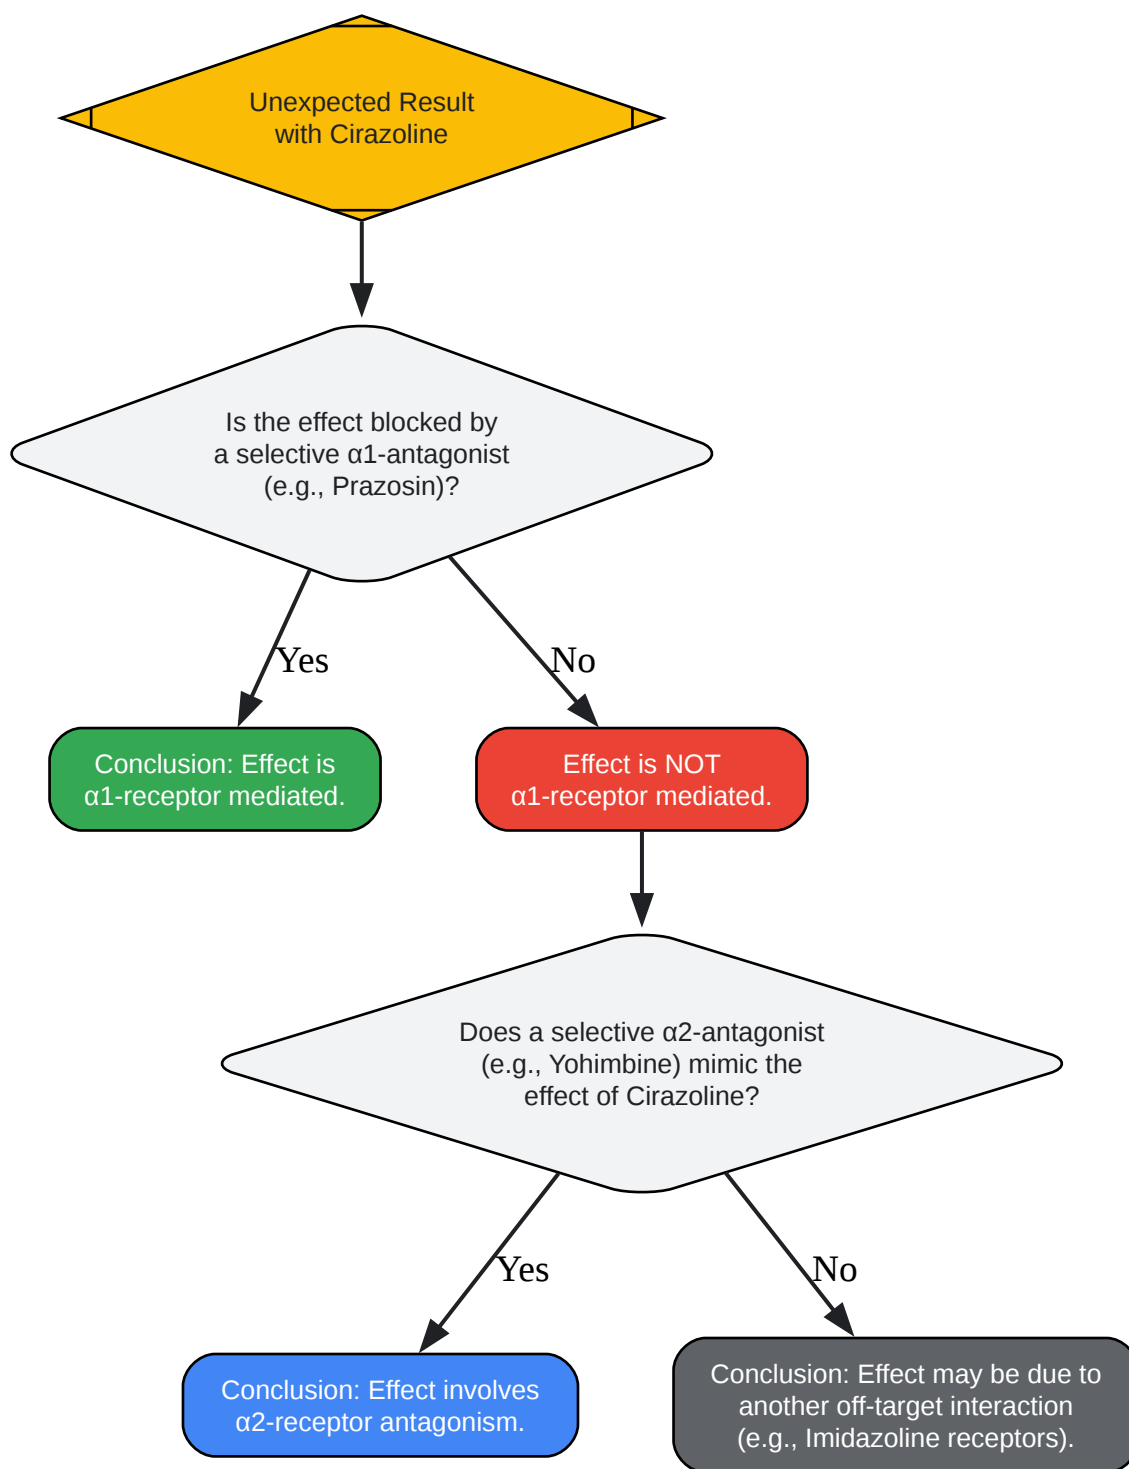 Unexpected Result
with Cirazoline
Is the effect blocked by
a selective α1-antagonist
(e.g., Prazosin)?
Yes
No
Conclusion: Effect is
α1-receptor mediated.
Effect is NOT
α1-receptor mediated.
Does a selective α2-antagonist
(e.g., Yohimbine) mimic the
effect of Cirazoline?
Yes
No
Conclusion: Effect involves
α2-receptor antagonism.
Conclusion: Effect may be due to
another off-target interaction
(e.g., Imidazoline receptors).